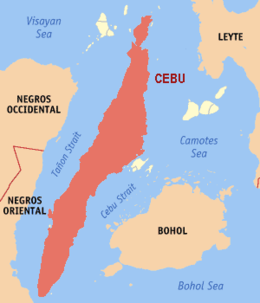 Visayan
Sea
LEYTE
CEBU
NEGROS
OCCIDENTAL
Tañon Strait
Camotes
Sea
NEGROS
ORIENTAL
Cebu Strait
BOHOL
Bohol Sea